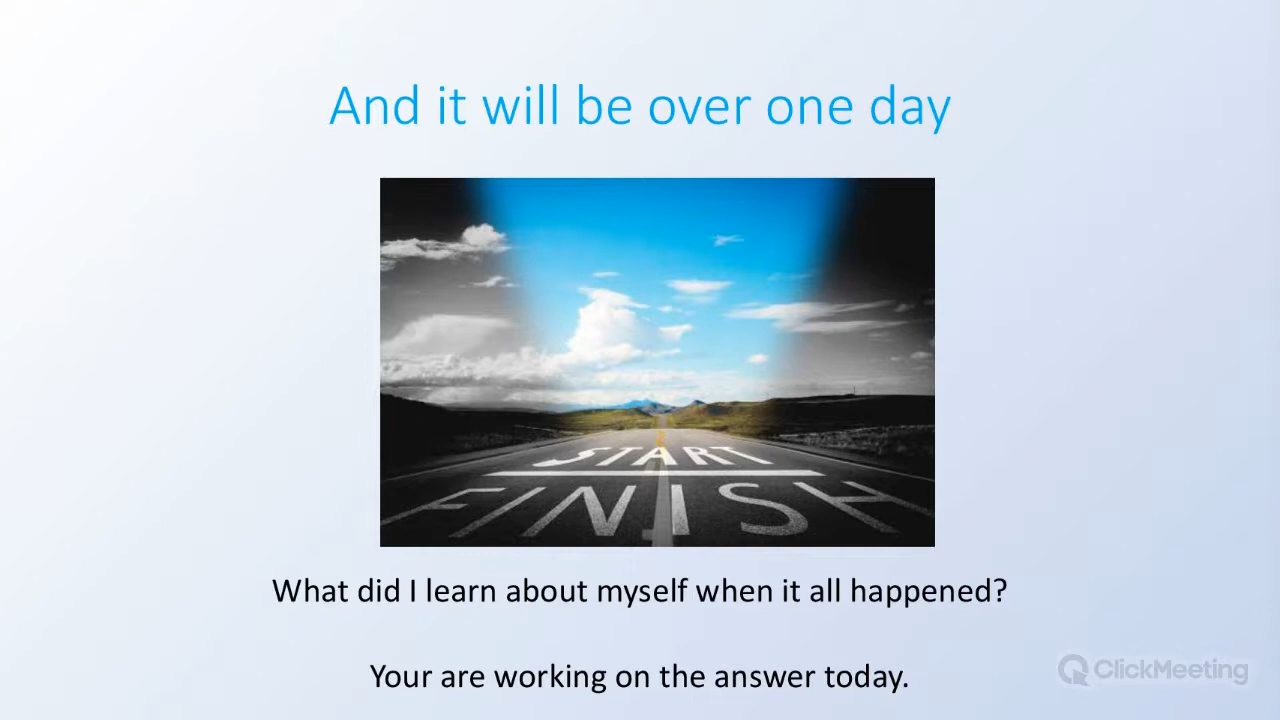 And it will be over one day
START
FINISH
What did I learn about myself when it all happened?
Your are working on the answer today.
ClickMeeting